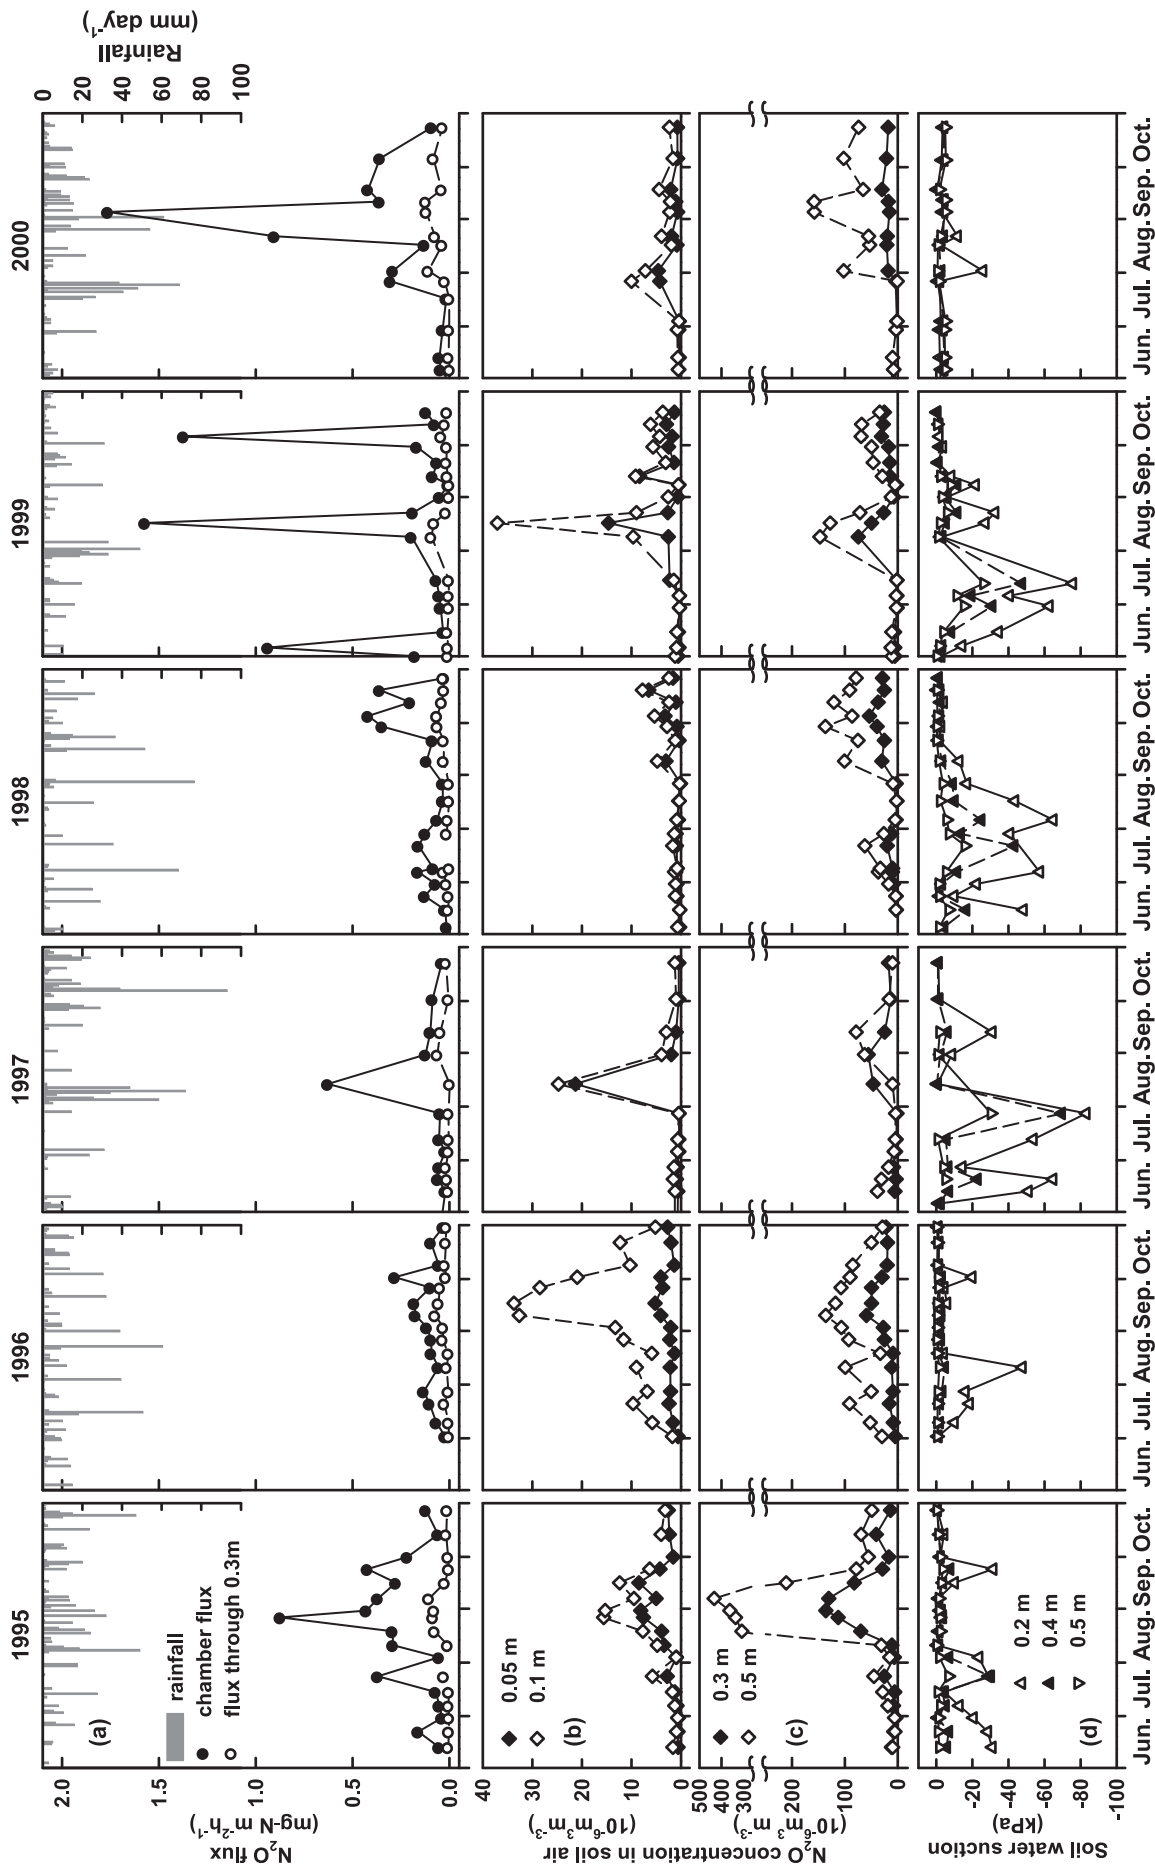 1995 1996 1997 1998 1999 2000
(a)
rainfall
chamber flux
flux through 0.3m
N2O flux
(mg-N m-2h-1)
2.0
1.5
1.0
0.5
0.0
Rainfall
(mm day-1)
0
20
40
60
80
100
(b)
0.05 m
0.1 m
40
30
20
10
0
N2O concentration in soil air
(10-6m3m-3)
(c)
0.3 m
0.5 m
500
400
300
200
100
0
(10-6m3m-3)
(d)
0.2 m
0.4 m
0.5 m
Soil water suction
(kPa)
0
-20
-40
-60
-80
-100
Jun. Jul. Aug. Sep. Oct. Jun. Jul. Aug. Sep. Oct. Jun. Jul. Aug. Sep. Oct. Jun. Jul. Aug. Sep. Oct. Jun. Jul. Aug. Sep. Oct. Jun. Jul. Aug. Sep. Oct.